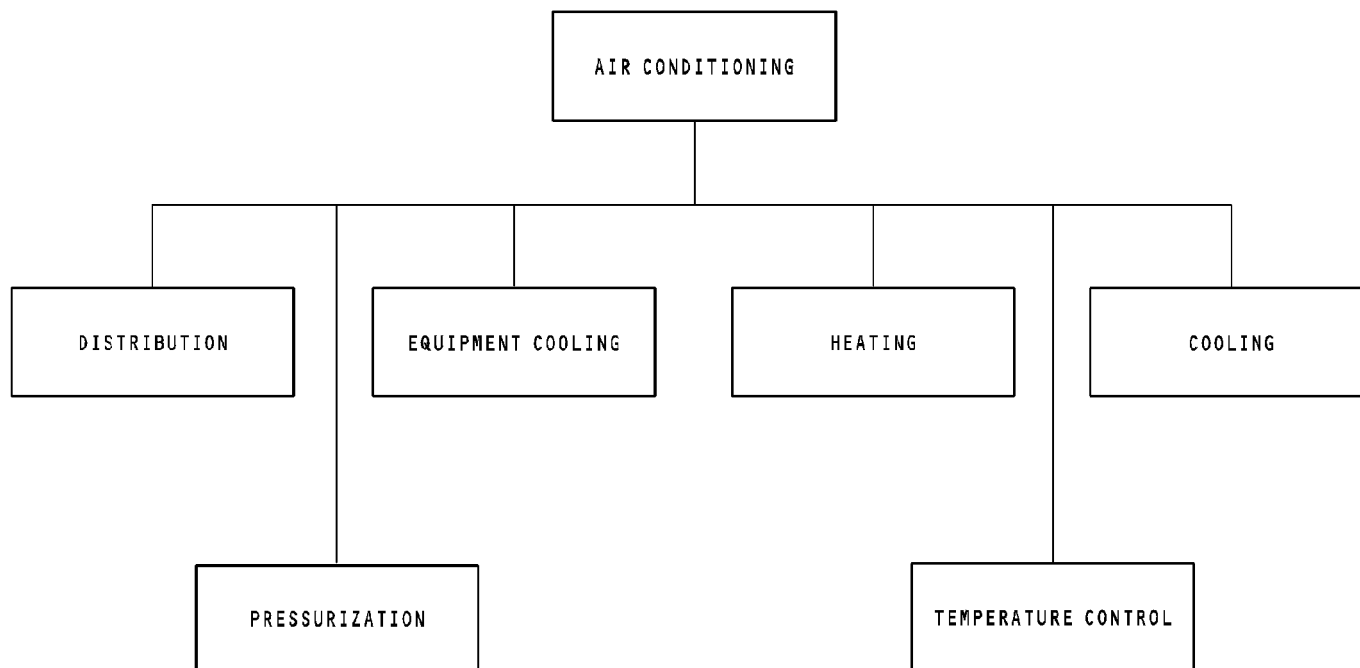 AIR CONDITIONING
DISTRIBUTION
EQUIPMENT COOLING
HEATING
COOLING
PRESSURIZATION
TEMPERATURE CONTROL